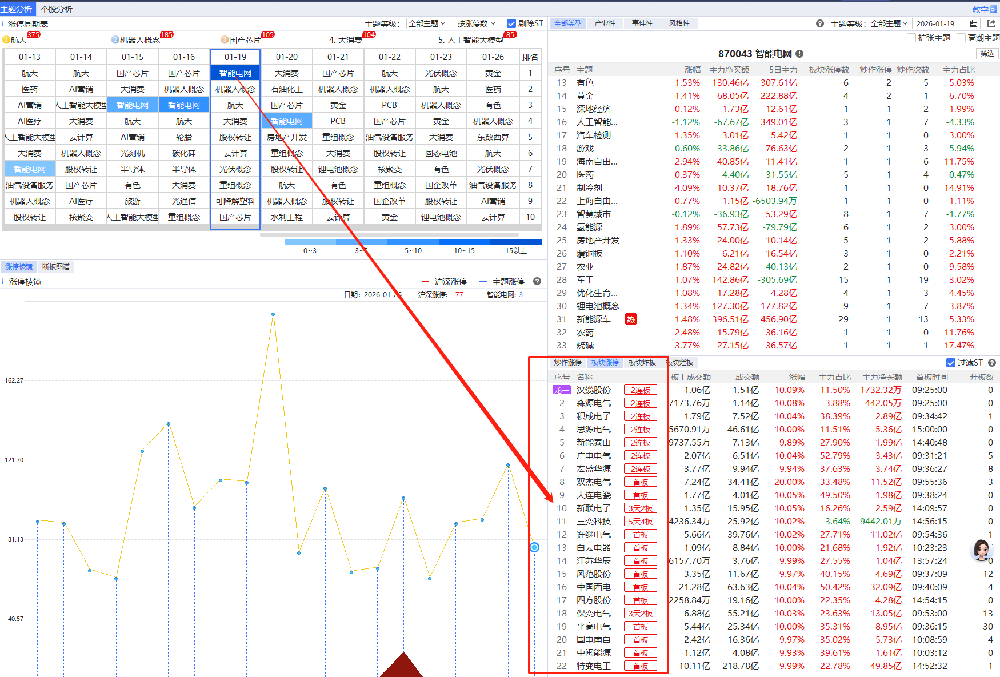 主题分析 个股分析 教学
涨停周期表 主题等级： 全部主题 按涨停数 剔除ST
全部类型 产业性 事件性 风格性 主题等级： 全部主题 2026-01-19
1 航天 375 2 机器人概念 185 3 国产芯片 105 4. 大消费 104 5. 人工智能大模型 85
扩张主题 高潮主题
01-13 01-14 01-15 01-16 01-19 01-20 01-21 01-22 01-23 01-26 排名
航天 航天 国产芯片 国产芯片 智能电网 大消费 国产芯片 航天 光伏概念 黄金 1
医药 AI营销 大消费 机器人概念 机器人概念 石油化工 机器人概念 机器人概念 航天 医药 2
AI营销 人工智能大模型 智能电网 智能电网 航天 国产芯片 黄金 PCB 机器人概念 有色 3
AI医疗 大消费 航天 航天 大消费 智能电网 PCB 国产芯片 黄金 机器人概念 4
人工智能大模型 云计算 AI营销 轮胎 股权转让 房地产开发 重组概念 油气设备服务 大消费 东数西算 5
大消费 机器人概念 光刻机 碳化硅 云计算 重组概念 大消费 股权转让 固态电池 航天 6
智能电网 股权转让 半导体 半导体 光伏概念 股权转让 锂电池概念 核聚变 有色 光伏概念 7
油气设备服务 国产芯片 有色 大消费 重组概念 航天 有色 重组概念 国企改革 油气设备服务 8
机器人概念 AI医疗 旅游 光通信 可降解塑料 机器人概念 股权转让 国企改革 股权转让 AI营销 9
股权转让 核聚变 人工智能大模型 重组概念 国产芯片 水利工程 云计算 黄金 锂电池概念 云计算 10
0~3 3~5 5~10 10~15 15以上
涨停棱镜 断板图谱
涨停棱镜 沪深涨停 主题涨停
日期: 2026-01-26 沪深涨停: 77 智能电网: 3
162.27
121.70
81.13
40.57
870043 智能电网 筛选
序号 主题 涨幅 主力净买额 5日主力 板块涨停数 炒作涨停 炒作次数 主力占比
13 有色 1.53% 130.46亿 307.61亿 6 2 5 5.03%
14 黄金 1.41% 68.05亿 222.88亿 4 2 1 6.70%
15 深地经济 0.12% 1.73亿 12.61亿 1 1 2 1.99%
16 人工智能... -1.12% -67.67亿 349.01亿 3 1 7 -4.33%
17 汽车检测 1.35% 3.01亿 5.42亿 1 1 0 3.00%
18 游戏 -0.60% -33.86亿 76.63亿 2 1 3 -5.94%
19 海南自由... 2.94% 40.85亿 11.41亿 1 1 6 11.75%
20 医药 0.37% -4.40亿 -31.55亿 5 1 4 -0.47%
21 制冷剂 4.09% 10.37亿 18.76亿 1 1 0 14.91%
22 上海自由... 0.77% 1.15亿 -6503.94万 1 1 0 1.11%
23 智慧城市 -0.12% -36.93亿 53.29亿 8 1 7 -1.77%
24 氢能源 1.89% 57.73亿 -79.79亿 6 1 2 3.00%
25 房地产开发 1.33% 24.00亿 10.14亿 5 1 2 5.88%
26 覆铜板 1.10% 6.21亿 16.54亿 3 1 0 2.21%
27 农业 1.87% 24.82亿 -40.13亿 2 1 0 9.58%
28 军工 1.07% 142.86亿 -305.69亿 15 1 19 3.02%
29 优化生育... 1.08% 17.28亿 4.28亿 4 1 3 4.45%
30 锂电池概念 1.34% 127.30亿 177.82亿 9 1 7 3.87%
31 新能源车 热 1.48% 396.51亿 456.90亿 29 1 13 5.33%
32 农药 2.48% 15.79亿 36.16亿 1 1 0 11.76%
33 烧碱 3.77% 27.15亿 36.57亿 1 1 1 17.47%
炒作涨停 板块涨停 板块炸板 板块烂板 过滤ST
序号 名称 板上成交额 成交额 涨幅 主力占比 主力净买额 首板时间 开板数
龙一 汉缆股份 2连板 1.06亿 1.51亿 10.09% 11.50% 1732.32万 09:25:00 0
2 森源电气 2连板 7173.76万 1.14亿 10.08% 3.88% 442.05万 09:25:00 0
3 积成电子 2连板 1.79亿 7.52亿 10.04% 38.39% 2.89亿 09:34:42 1
4 思源电气 2连板 5670.91万 46.61亿 10.00% 11.51% 5.36亿 15:00:00 0
5 新能泰山 2连板 9737.55万 7.13亿 9.89% 27.90% 1.99亿 14:40:48 0
6 广电电气 2连板 2.07亿 6.51亿 10.04% 52.79% 3.43亿 09:31:21 5
7 宏盛华源 2连板 3.77亿 9.94亿 9.94% 37.63% 3.74亿 09:36:27 8
8 双杰电气 首板 7.24亿 34.41亿 20.00% 33.48% 11.52亿 09:55:36 3
9 大连电瓷 首板 1.77亿 4.01亿 10.05% 49.50% 1.98亿 09:38:24 0
10 新联电子 3天2板 1.35亿 15.95亿 10.05% 16.26% 2.59亿 14:09:57 0
11 三变科技 5天4板 4236.34万 25.92亿 10.02% -3.64% -9442.01万 14:56:15 0
12 许继电气 首板 5.66亿 39.76亿 10.02% 27.71% 11.02亿 09:54:36 1
13 白云电器 首板 1.09亿 8.84亿 10.00% 21.68% 1.92亿 10:23:23
14 江苏华辰 首板 6157.70万 3.76亿 9.99% 27.55% 1.04亿 13:57:24 0
15 风范股份 首板 3.35亿 11.67亿 9.97% 40.15% 4.69亿 09:37:09 12
16 中国西电 首板 21.28亿 63.63亿 10.04% 50.42% 32.09亿 09:40:09 4
17 四方股份 首板 2258.84万 19.16亿 10.00% 22.35% 4.28亿 14:54:15 0
18 保变电气 3天2板 6.88亿 55.21亿 10.03% 23.63% 13.05亿 09:53:00 13
19 平高电气 首板 5.44亿 25.34亿 10.00% 35.31% 8.95亿 09:36:15 30
20 国电南自 首板 2.42亿 16.36亿 9.97% 35.02% 5.73亿 10:08:59 4
21 中闽能源 首板 1.12亿 4.08亿 9.93% 39.61% 1.61亿 10:03:12 0
22 特变电工 首板 10.11亿 218.78亿 9.99% 22.78% 49.85亿 14:52:32 1